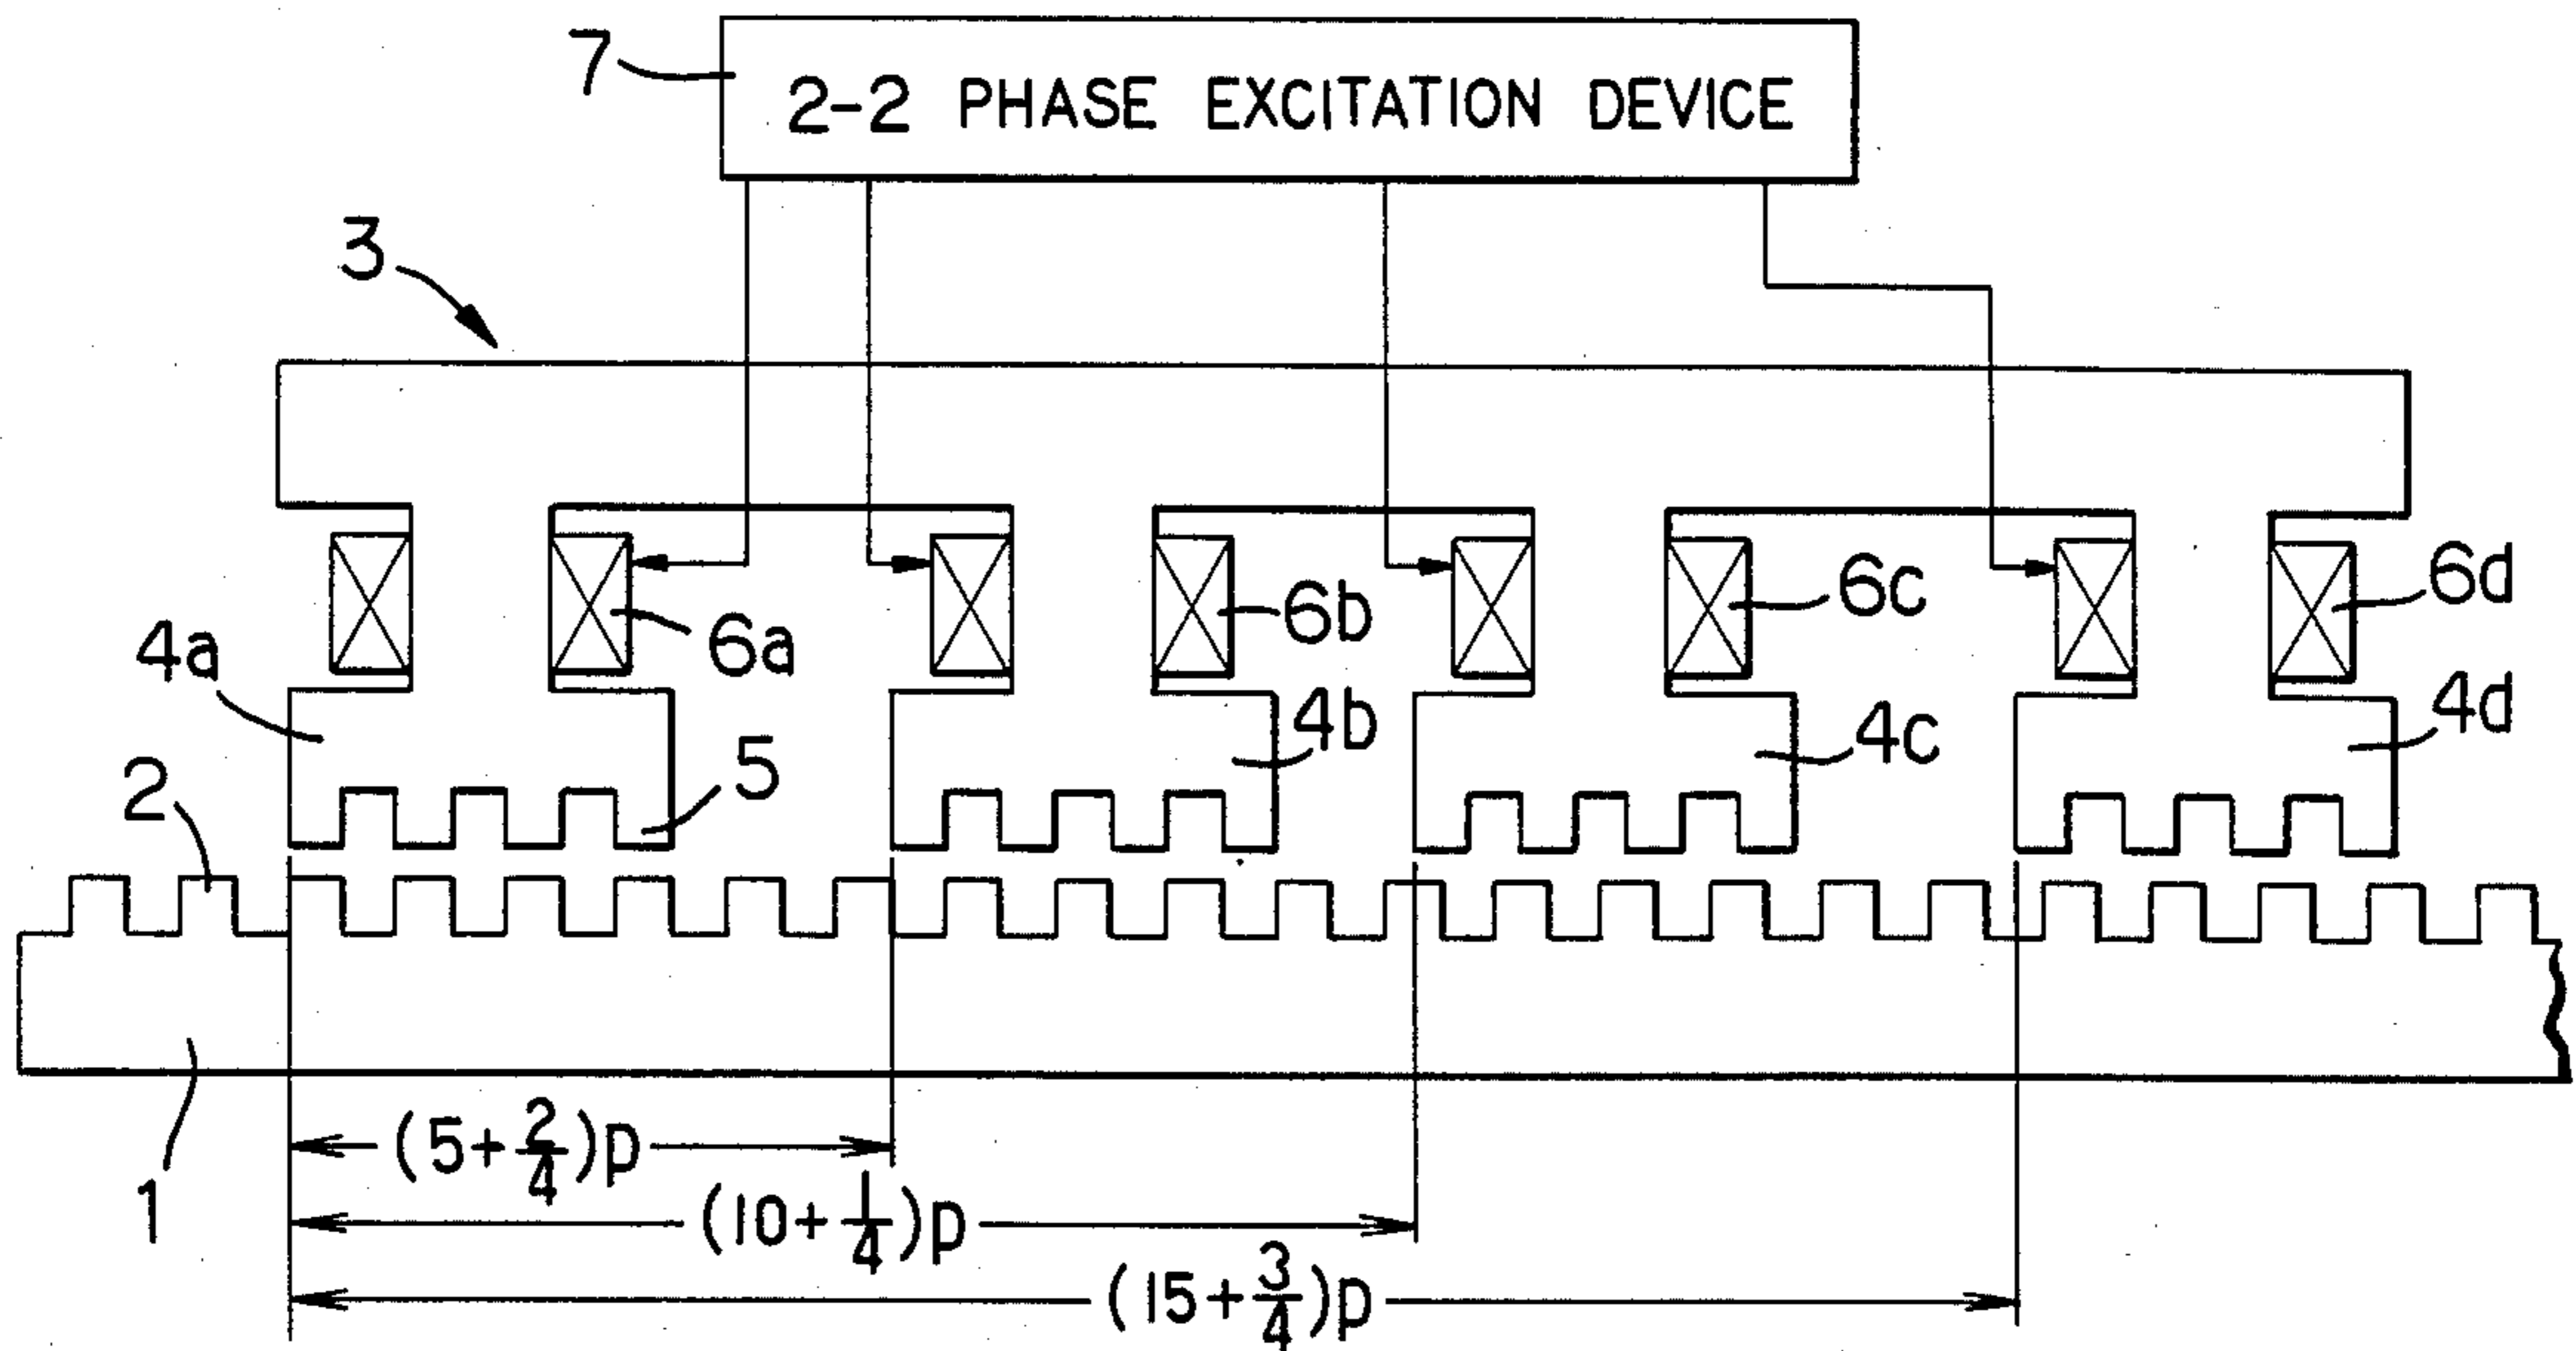 7
2-2 PHASE EXCITATION DEVICE
3
6a
6b
6c
6d
4a
4b
4c
4d
2
5
1
(5+2/4)p
(10+1/4)p
(15+3/4)p